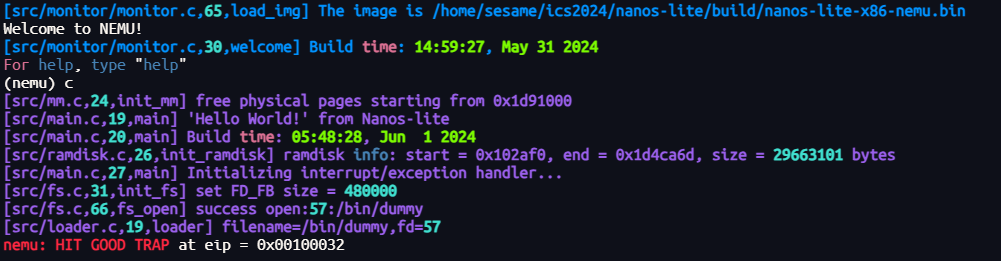 [src/monitor/monitor.c,65,load_img] The image is /home/sesame/ics2024/nanos-lite/build/nanos-lite-x86-nemu.bin
Welcome to NEMU!
[src/monitor/monitor.c,30,welcome] Build time: 14:59:27, May 31 2024
For help, type "help"
(nemu) c
[src/mm.c,24,init_mm] free physical pages starting from 0x1d91000
[src/main.c,19,main] 'Hello World!' from Nanos-lite
[src/main.c,20,main] Build time: 05:48:28, Jun  1 2024
[src/ramdisk.c,26,init_ramdisk] ramdisk info: start = 0x102af0, end = 0x1d4ca6d, size = 29663101 bytes
[src/main.c,27,main] Initializing interrupt/exception handler...
[src/fs.c,31,init_fs] set FD_FB size = 480000
[src/fs.c,66,fs_open] success open:57:/bin/dummy
[src/loader.c,19,loader] filename=/bin/dummy,fd=57
nemu: HIT GOOD TRAP at eip = 0x00100032